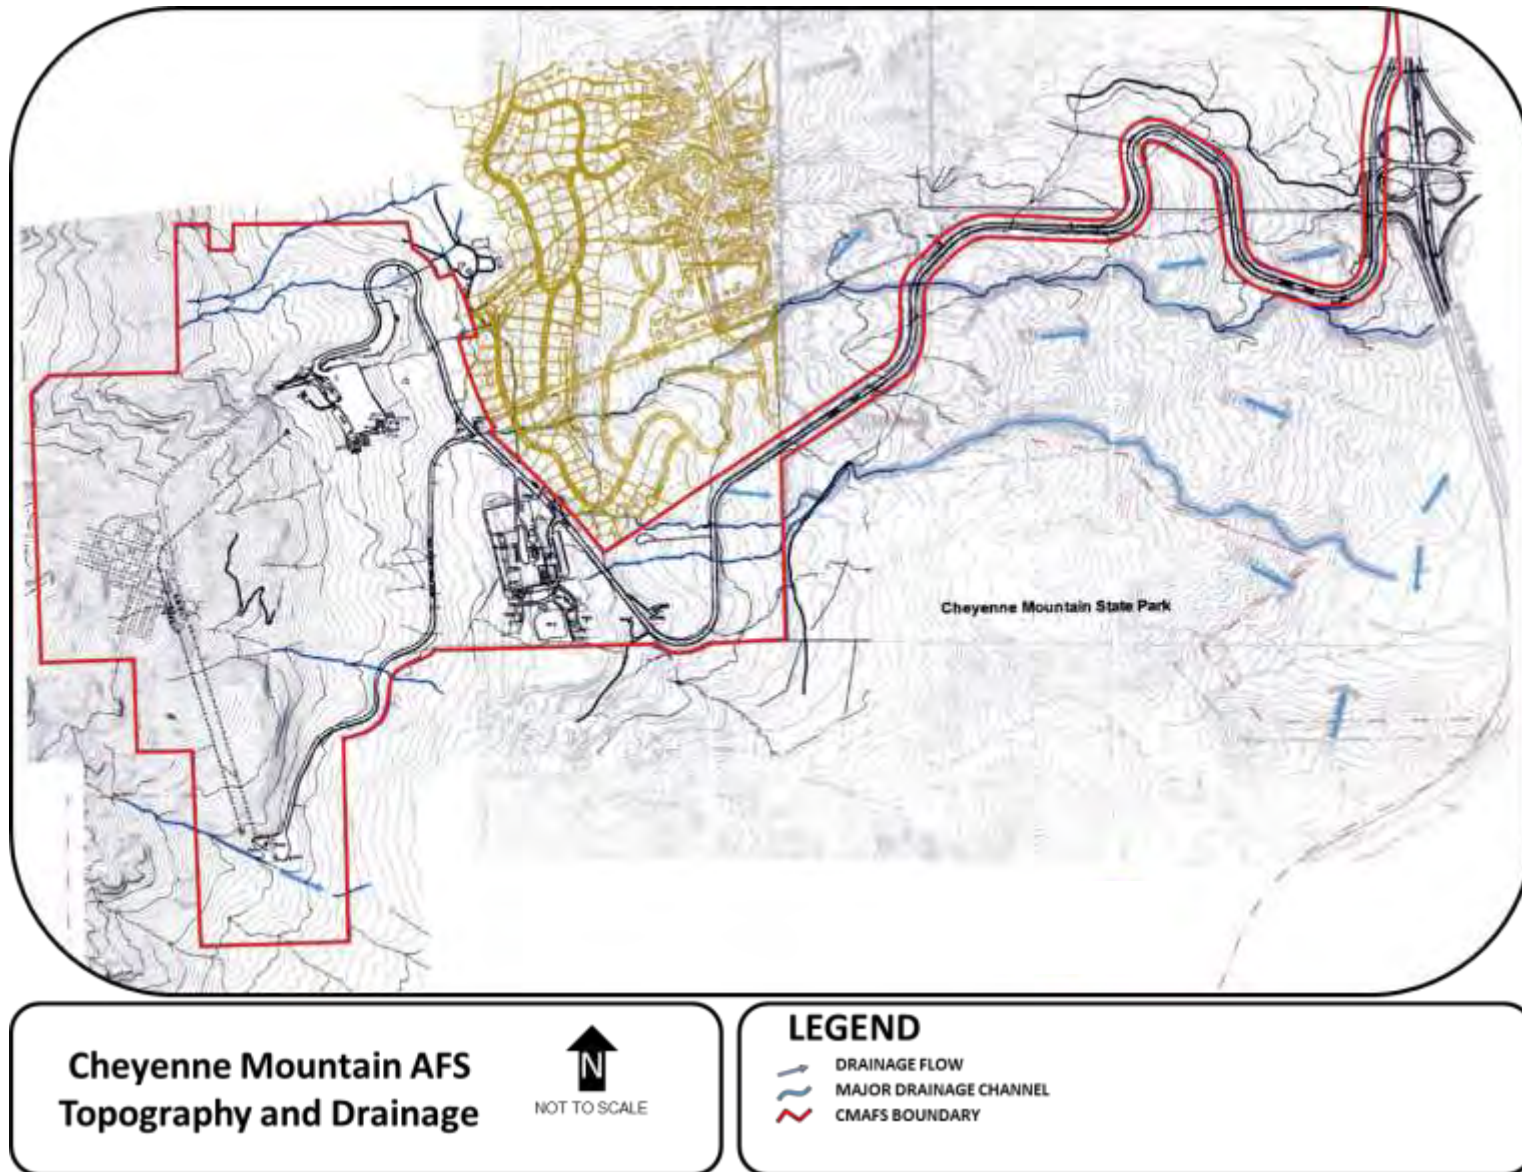 Cheyenne Mountain State Park
Cheyenne Mountain AFS
Topography and Drainage
N
NOT TO SCALE
LEGEND
DRAINAGE FLOW
MAJOR DRAINAGE CHANNEL
CMAFS BOUNDARY